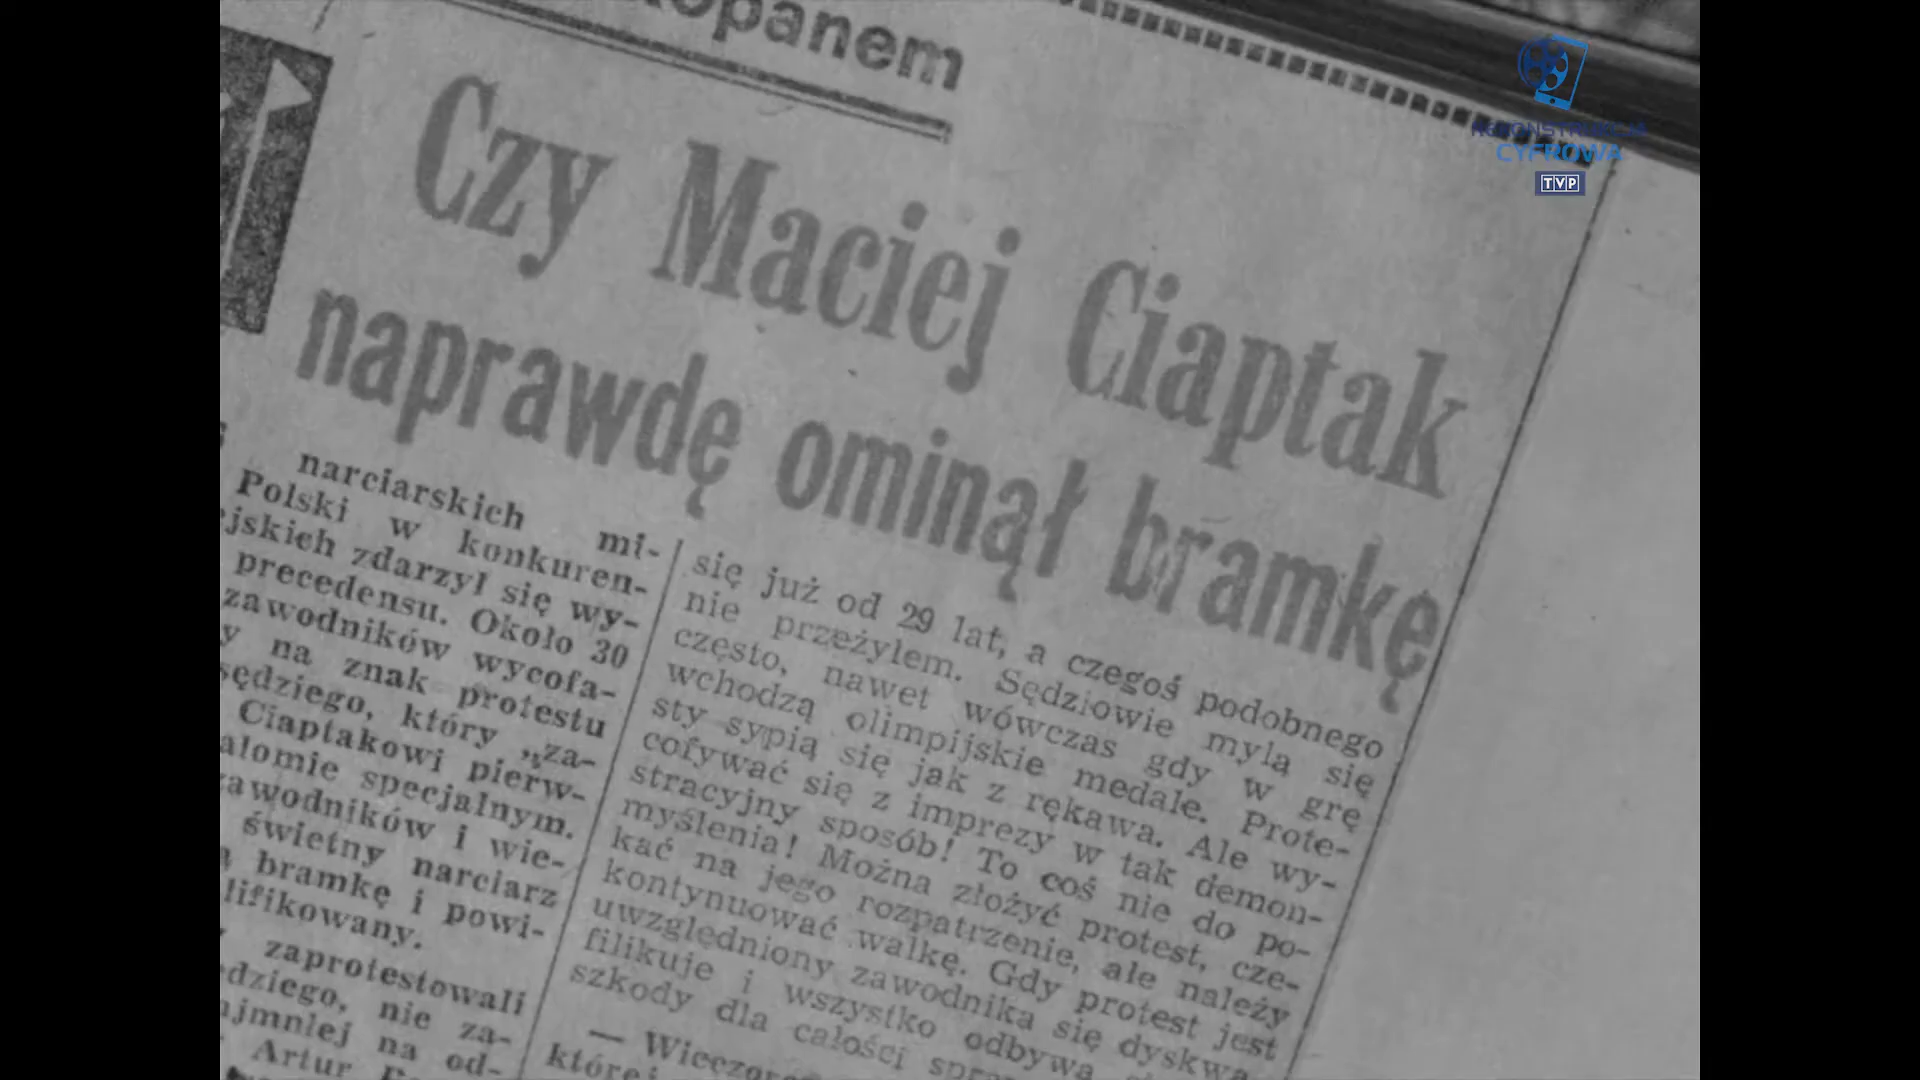 opanem
Czy Maciej Ciaptak
naprawdę ominął bramkę
narciarskich mi-
Polski w konkuren-
jskich zdarzył się wy-
precedensu. Około 30
zawodników wycofa-
y na znak protestu
sędziego, który „za-
Ciaptakowi pierw-
alomie specjalnym.
zawodników i wie-
świetny narciarz
ą bramkę i powi-
lifikowany.
zaprotestowali
dziego, nie za-
ajmniej na od-
Artur
się już od 29 lat, a czegoś podobnego
nie przeżyłem. Sędziowie mylą się
często, nawet wówczas gdy w grę
wchodzą olimpijskie medale. Prote-
sty sypią się jak z rękawa. Ale wy-
cofywać się z imprezy w tak demon-
stracyjny sposób! To coś nie do po-
myślenia! Można złożyć protest, cze-
kać na jego rozpatrzenie, ale należy
kontynuować walkę. Gdy protest jest
uwzględniony zawodnika się dyskwa-
filikuje i wszystko odbywa
szkody dla całości
— 
której
REKONSTRUKCJA
CYFROWA
TVP